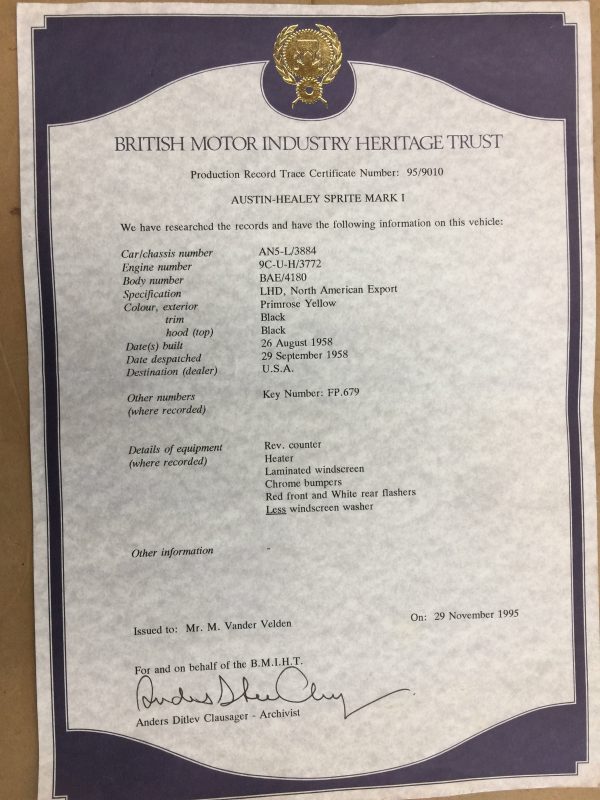 BRITISH MOTOR INDUSTRY HERITAGE TRUST
Production Record Trace Certificate Number: 95/9010
AUSTIN-HEALEY SPRITE MARK I
We have researched the records and have the following information on this vehicle:
Car/chassis number AN5-L/3884
Engine number 9C-U-H/3772
Body number BAE/4180
Specification LHD, North American Export
Colour, exterior Primrose Yellow
trim Black
hood (top) Black
Date(s) built 26 August 1958
Date despatched 29 September 1958
Destination (dealer) U.S.A.
Other numbers Key Number: FP.679
(where recorded)
Details of equipment Rev. counter
(where recorded) Heater
Laminated windscreen
Chrome bumpers
Red front and White rear flashers
Less windscreen washer
Other information -
Issued to: Mr. M. Vander Velden On: 29 November 1995
For and on behalf of the B.M.I.H.T.
Anders Ditlev Clausager - Archivist